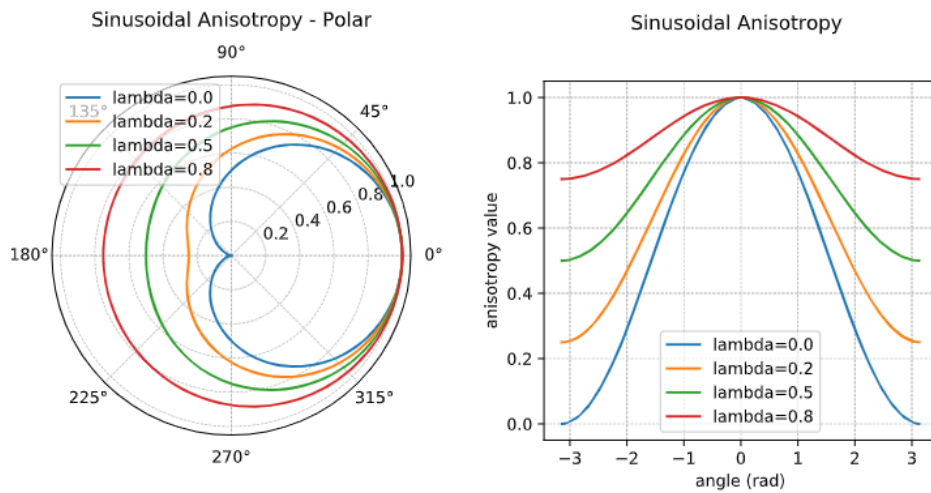 Sinusoidal Anisotropy - Polar
90°
135°
45°
lambda=0.0
lambda=0.2
lambda=0.5
lambda=0.8
1.0
0.8
0.6
0.4
0.2
180°
0°
225°
315°
270°
Sinusoidal Anisotropy
anisotropy value
1.0
0.8
0.6
0.4
0.2
0.0
lambda=0.0
lambda=0.2
lambda=0.5
lambda=0.8
−3 −2 −1 0 1 2 3
angle (rad)